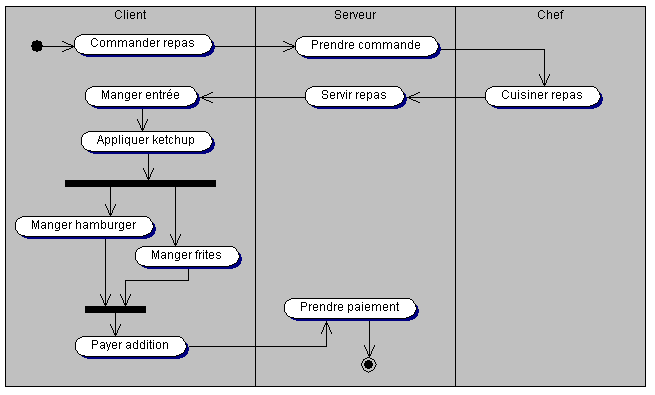 Client
Serveur
Chef
Commander repas
Prendre commande
Manger entrée
Servir repas
Cuisiner repas
Appliquer ketchup
Manger hamburger
Manger frites
Prendre paiement
Payer addition